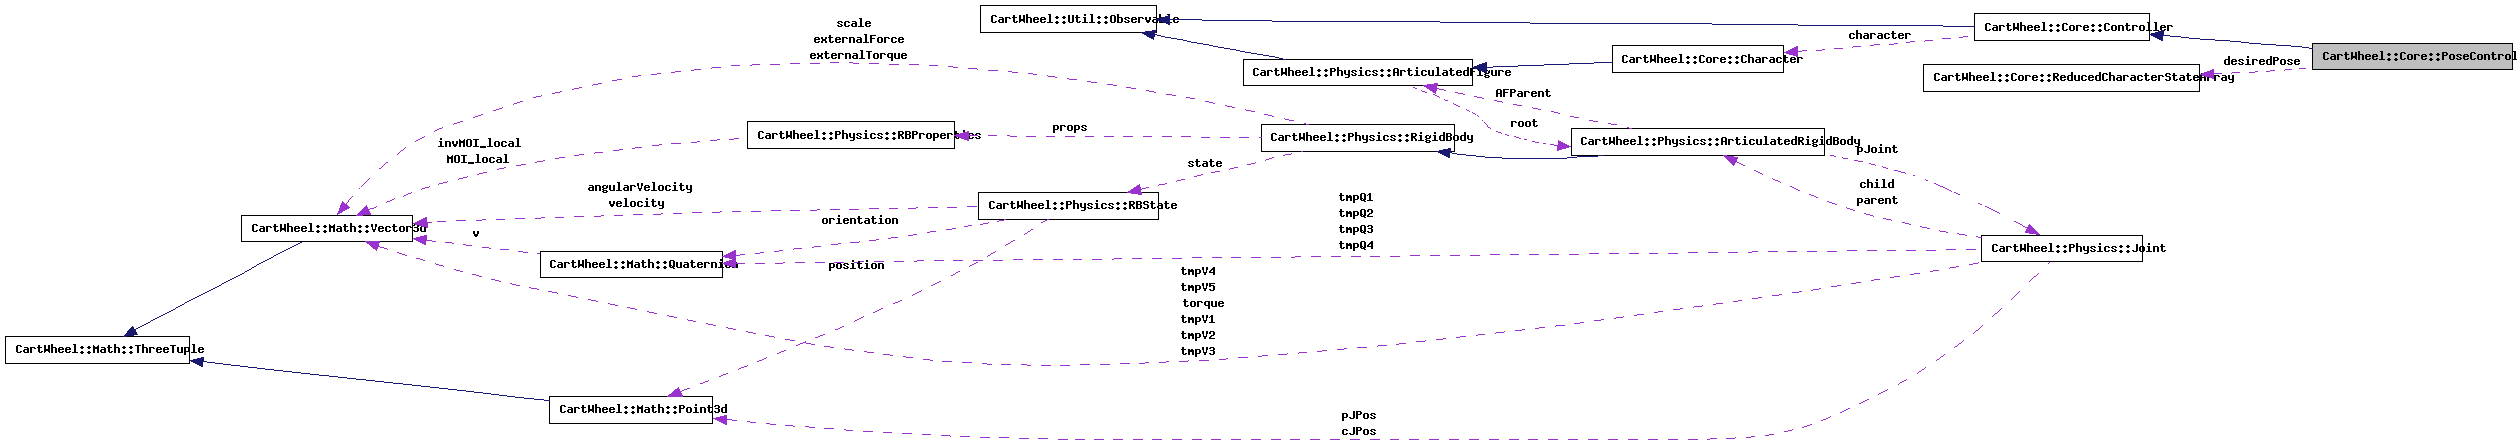 scale
externalForce
externalTorque
CartWheel::Util::Observable
CartWheel::Core::Controller
character
CartWheel::Core::Character
CartWheel::Core::PoseControl
desiredPose
CartWheel::Physics::ArticulatedFigure
CartWheel::Core::ReducedCharacterStateArray
AFParent
root
props
CartWheel::Physics::RBProperties
CartWheel::Physics::RigidBody
CartWheel::Physics::ArticulatedRigidBody
pJoint
invMOI_local
MOI_local
state
angularVelocity
velocity
CartWheel::Physics::RBState
child
parent
CartWheel::Math::Vector3d
v
orientation
tmpQ1
tmpQ2
tmpQ3
tmpQ4
CartWheel::Physics::Joint
CartWheel::Math::Quaternion
position
tmpV4
tmpV5
torque
tmpV1
tmpV2
tmpV3
CartWheel::Math::ThreeTuple
CartWheel::Math::Point3d
pJPos
cJPos